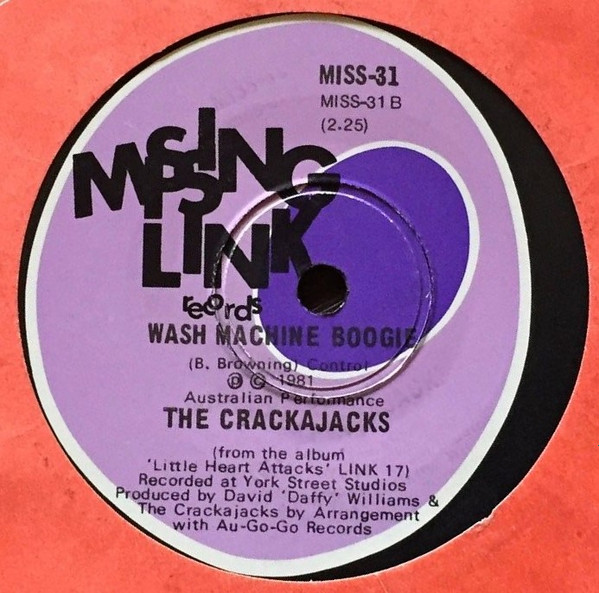 MISS-31
MISS-31 B
(2.25)
MISSING
LINK
records
WASH MACHINE BOOGIE
(B. Browning) Control
℗ © 1981
Australian Performance
THE CRACKAJACKS
(from the album
'Little Heart Attacks' LINK 17)
Recorded at York Street Studios
Produced by David 'Daffy' Williams &
The Crackajacks by Arrangement
with Au-Go-Go Records